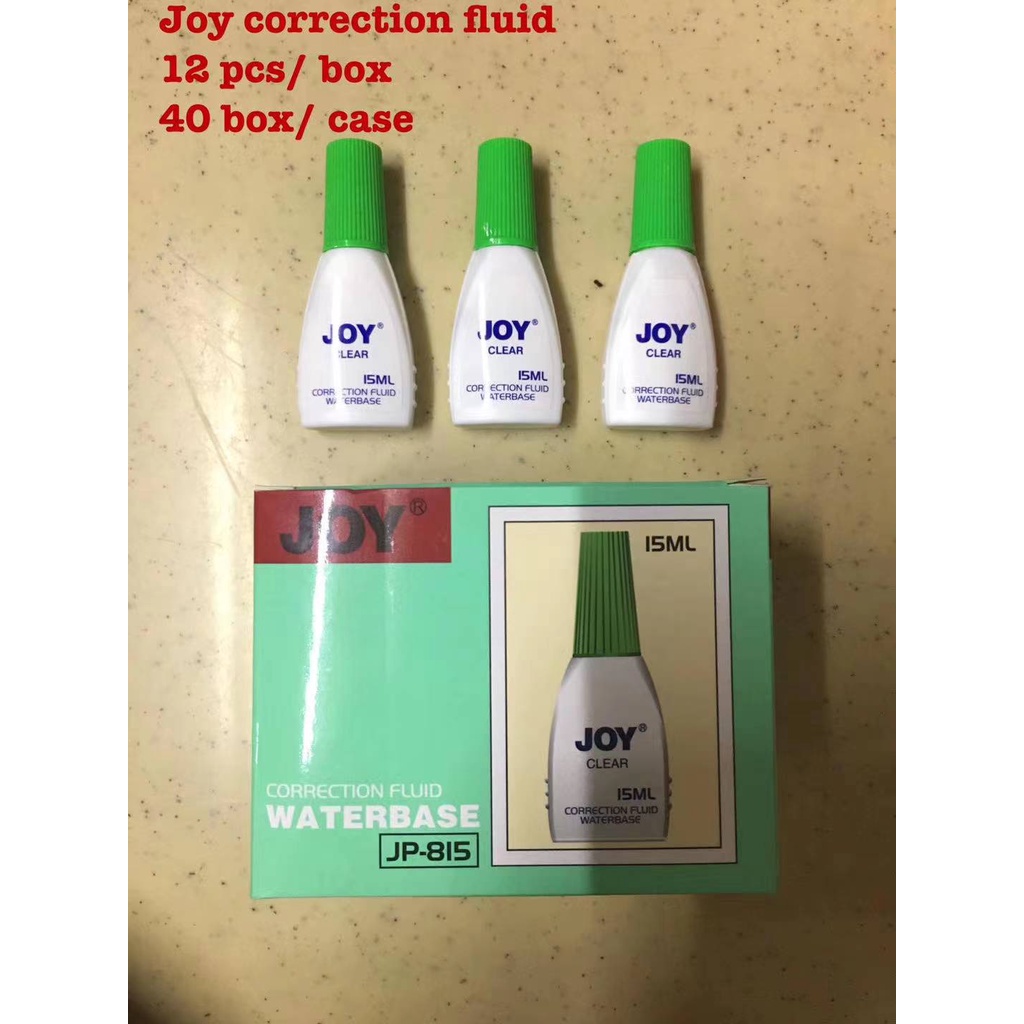 Joy correction fluid
12 pcs/ box
40 box/ case
JOY®
CLEAR
15ML
CORRECTION FLUID
WATERBASE
JOY®
CLEAR
15ML
CORRECTION FLUID
WATERBASE
JOY®
CLEAR
15ML
CORRECTION FLUID
WATERBASE
JOY®
CORRECTION FLUID
WATERBASE
JP-815
15ML
JOY®
CLEAR
15ML
CORRECTION FLUID
WATERBASE